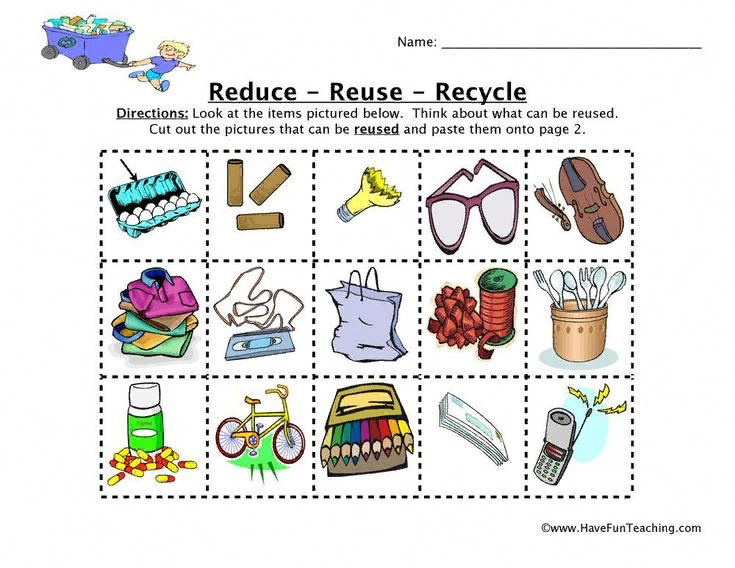 Name: ______________________________
Reduce – Reuse – Recycle
Directions: Look at the items pictured below.  Think about what can be reused.
Cut out the pictures that can be reused and paste them onto page 2.
©www.HaveFunTeaching.com